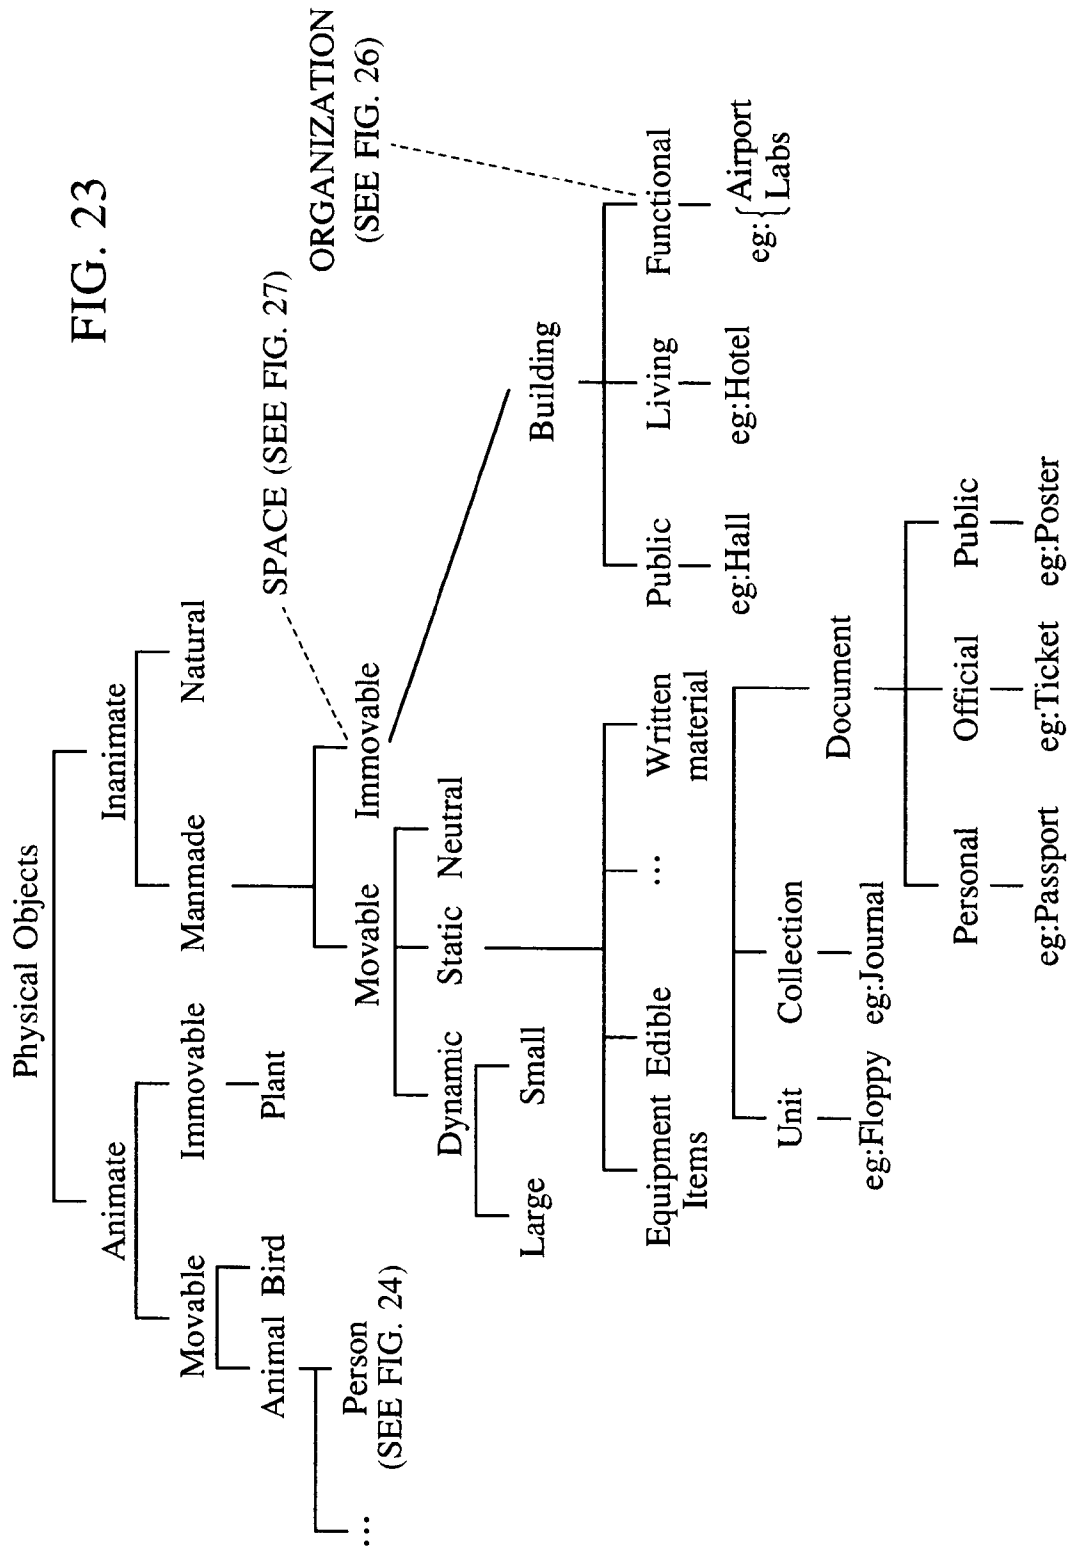 FIG. 23
Physical Objects
Animate
Inanimate
Movable
Immovable
Manmade
Natural
Animal
Bird
Plant
SPACE (SEE FIG. 27)
ORGANIZATION
(SEE FIG. 26)
...
Person
(SEE FIG. 24)
Movable
Immovable
Dynamic
Static
Neutral
Large
Small
Building
Equipment
Items
Edible
...
Written
material
Public
Living
Functional
eg:Hall
eg:Hotel
eg:{Airport
Labs
Unit
Collection
Document
eg:Floppy
eg:Journal
Personal
Official
Public
eg:Passport
eg:Ticket
eg:Poster